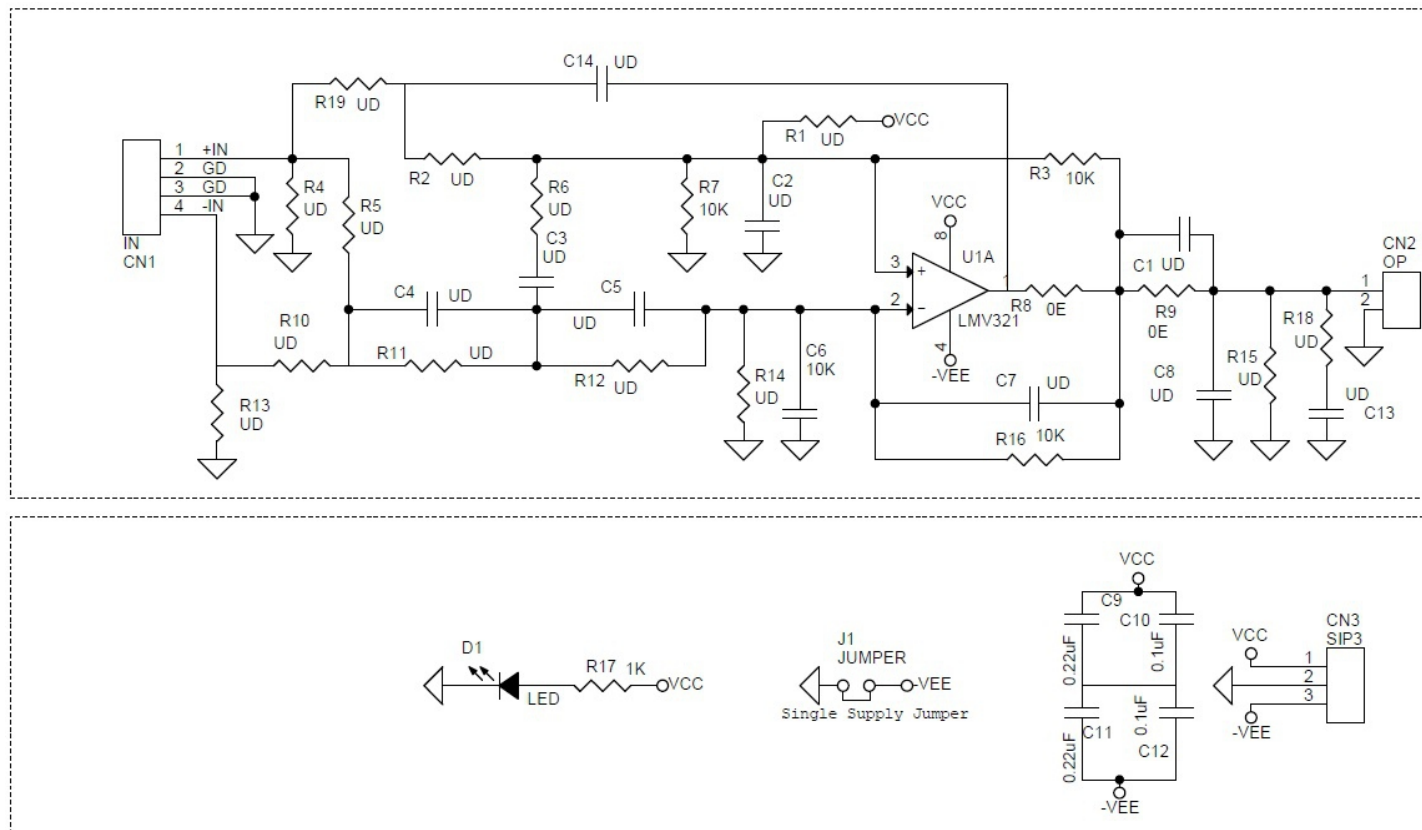 C14 UD
R19 UD
VCC
R1 UD
1 +IN
2 GD
3 GD
4 -IN
IN
CN1
R4
UD
R5
UD
R2 UD
R6
UD
C3
UD
R7
10K
C2
UD
R3 10K
VCC
8
U1A
3
+
2
-
1
LMV321
4
-VEE
R8 0E
C1 UD
R9
0E
CN2
OP
1
2
C4 UD
UD C5
R10
UD
R11 UD
R12 UD
R13
UD
R14
UD
C6
10K
C7 UD
R16 10K
C8
UD
R15
UD
R18
UD
UD
C13
D1
LED
R17 1K
VCC
J1
JUMPER
-VEE
Single Supply Jumper
VCC
C9
C10
0.22uF
0.1uF
C11
C12
0.22uF
0.1uF
-VEE
CN3
SIP3
VCC
1
2
3
-VEE